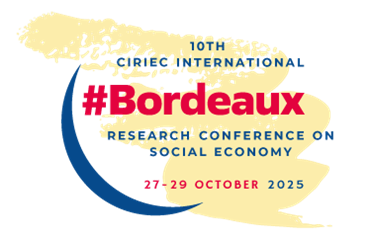 10TH
CIRIEC INTERNATIONAL
#Bordeaux
RESEARCH CONFERENCE ON
SOCIAL ECONOMY
27-29 OCTOBER 2025